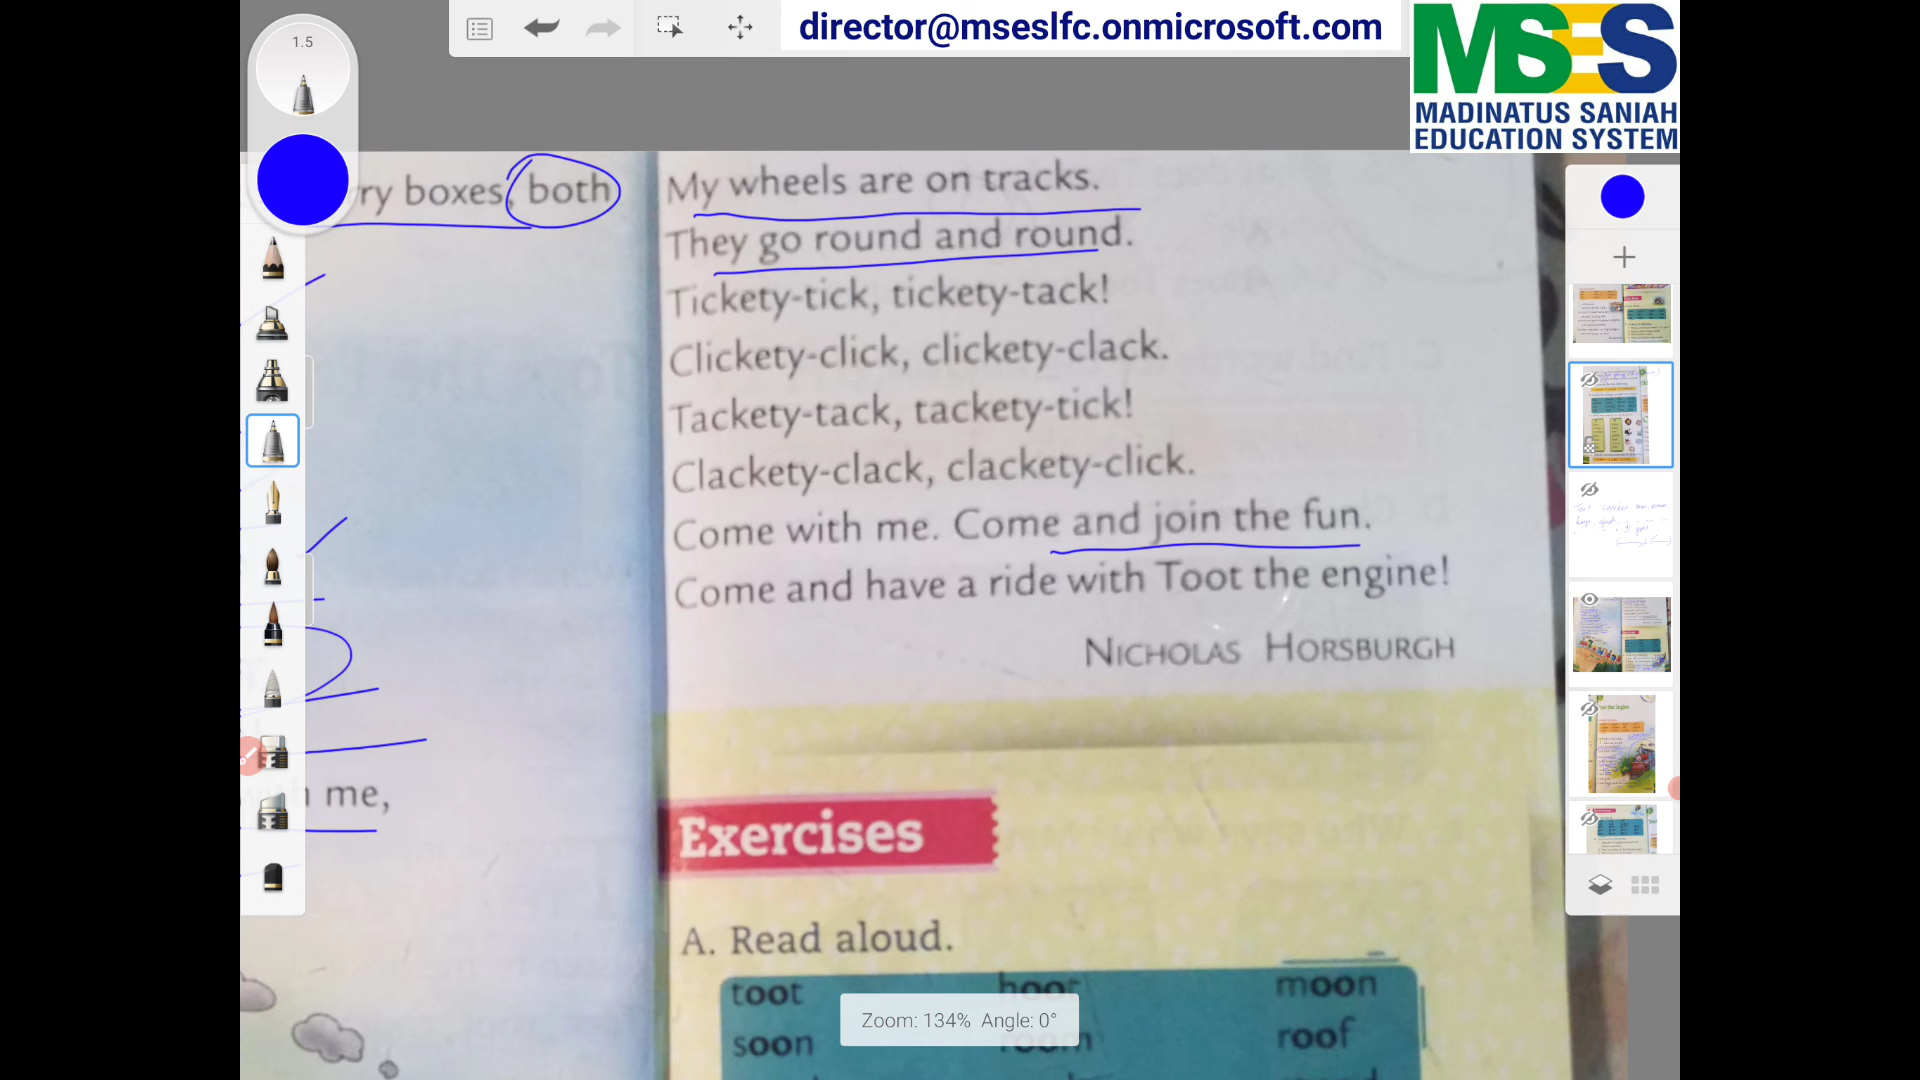 1.5
director@mseslfc.onmicrosoft.com
MSES
MADINATUS SANIAH
EDUCATION SYSTEM
ry boxes, both
me,
My wheels are on tracks.
They go round and round.
Tickety-tick, tickety-tack!
Clickety-click, clickety-clack.
Tackety-tack, tackety-tick!
Clackety-clack, clackety-click.
Come with me. Come and join the fun.
Come and have a ride with Toot the engine!
NICHOLAS HORSBURGH
Exercises
A. Read aloud.
toot hoot moon
soon room roof
Zoom: 134% Angle: 0°